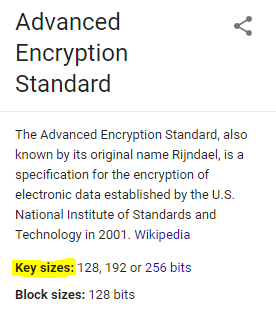 Advanced
Encryption
Standard
The Advanced Encryption Standard, also
known by its original name Rijndael, is a
specification for the encryption of
electronic data established by the U.S.
National Institute of Standards and
Technology in 2001. Wikipedia
Key sizes: 128, 192 or 256 bits
Block sizes: 128 bits